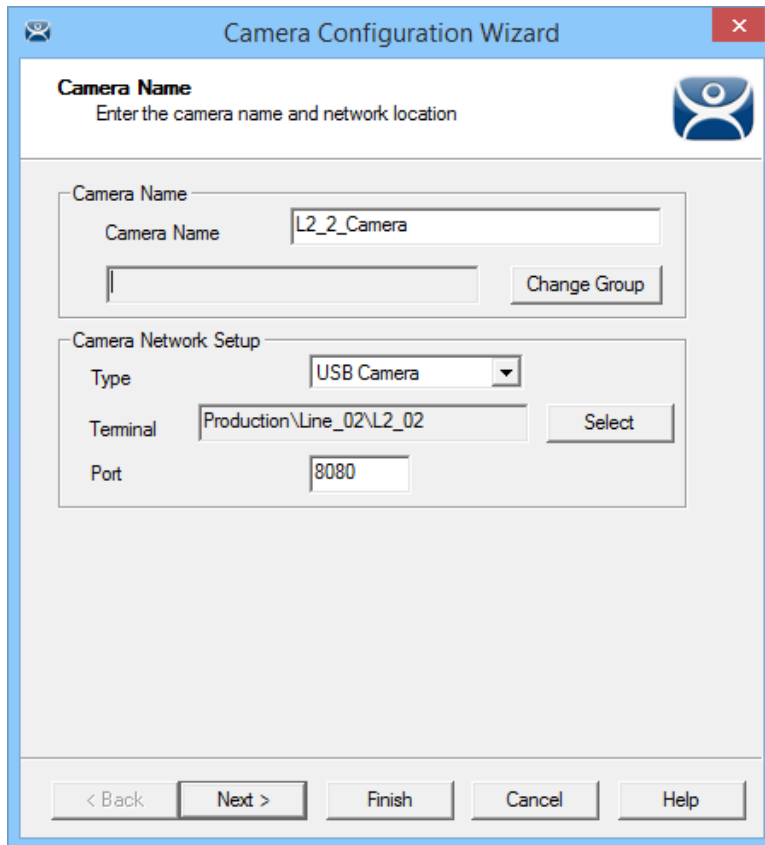 Camera Configuration Wizard
Camera Name
Enter the camera name and network location
Camera Name
Camera Name L2_2_Camera
Change Group
Camera Network Setup
Type USB Camera
Terminal Production\Line_02\L2_02 Select
Port 8080
< Back Next > Finish Cancel Help